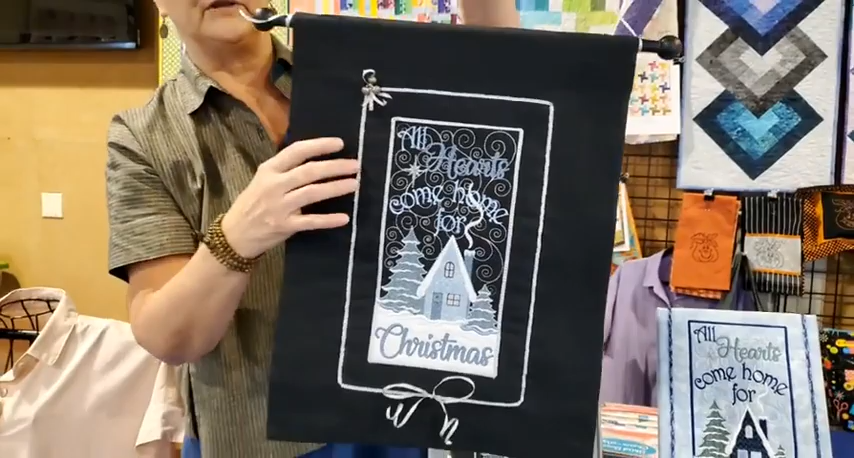 All
Hearts
come home
for
Christmas
All
Hearts
come Home
for